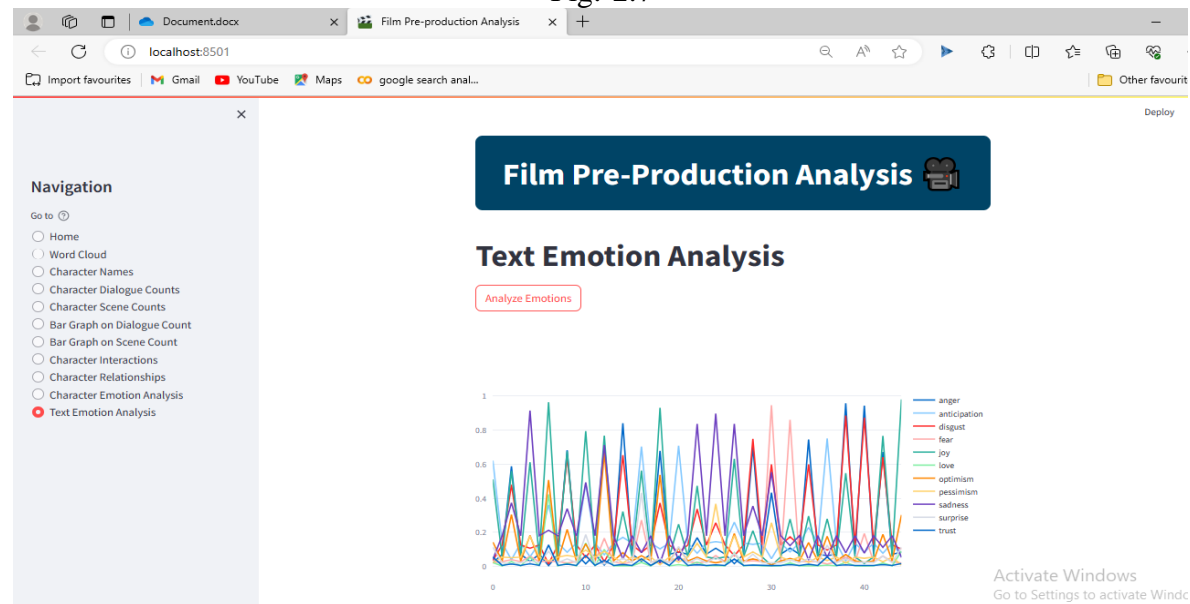 Document.docx
Film Pre-production Analysis
localhost:8501
Import favourites
Gmail
YouTube
Maps
google search anal...
Other favourit
Deploy
Film Pre-Production Analysis
Navigation
Go to
Home
Word Cloud
Character Names
Character Dialogue Counts
Character Scene Counts
Bar Graph on Dialogue Count
Bar Graph on Scene Count
Character Interactions
Character Relationships
Character Emotion Analysis
Text Emotion Analysis
Text Emotion Analysis
Analyze Emotions
1
0.8
0.6
0.4
0.2
0
0
10
20
30
40
anger
anticipation
disgust
fear
joy
love
optimism
pessimism
sadness
surprise
trust
Activate Windows
Go to Settings to activate Windo